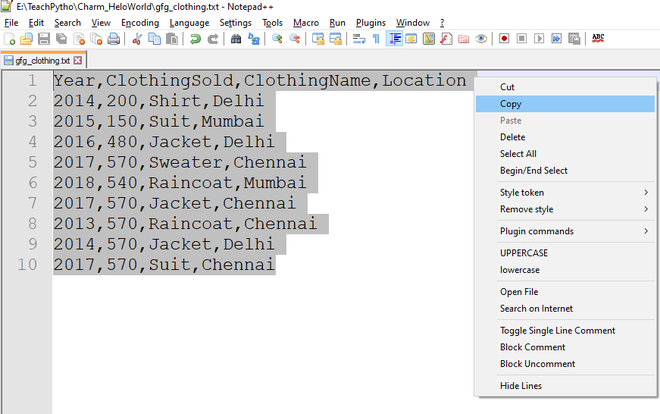 E:\TeachPytho\Charm_HeloWorld\gfg_clothing.txt - Notepad++
File Edit Search View Encoding Language Settings Tools Macro Run Plugins Window ?
ABC
gfg_clothing.txt
1 Year,ClothingSold,ClothingName,Location
2 2014,200,Shirt,Delhi
3 2015,150,Suit,Mumbai
4 2016,480,Jacket,Delhi
5 2017,570,Sweater,Chennai
6 2018,540,Raincoat,Mumbai
7 2017,570,Jacket,Chennai
8 2013,570,Raincoat,Chennai
9 2014,570,Jacket,Delhi
10 2017,570,Suit,Chennai
Cut
Copy
Paste
Delete
Select All
Begin/End Select
Style token
Remove style
Plugin commands
UPPERCASE
lowercase
Open File
Search on Internet
Toggle Single Line Comment
Block Comment
Block Uncomment
Hide Lines